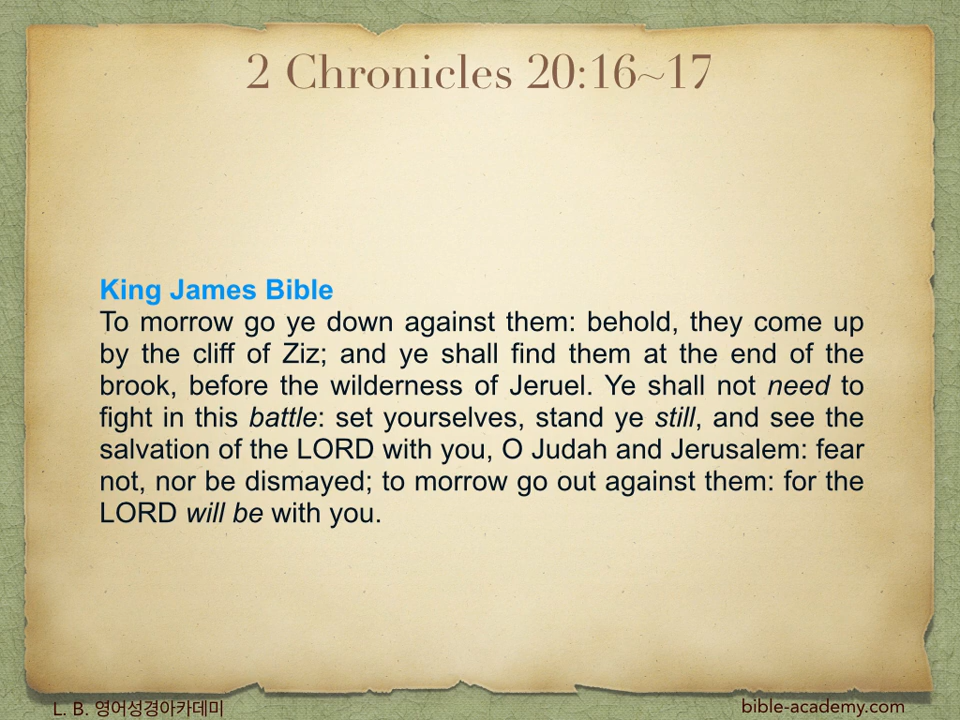 2 Chronicles 20:16~17
King James Bible
To morrow go ye down against them: behold, they come up
by the cliff of Ziz; and ye shall find them at the end of the
brook, before the wilderness of Jeruel. Ye shall not need to
fight in this battle: set yourselves, stand ye still, and see the
salvation of the LORD with you, O Judah and Jerusalem: fear
not, nor be dismayed; to morrow go out against them: for the
LORD will be with you.
L. B. 영어성경아카데미
bible-academy.com